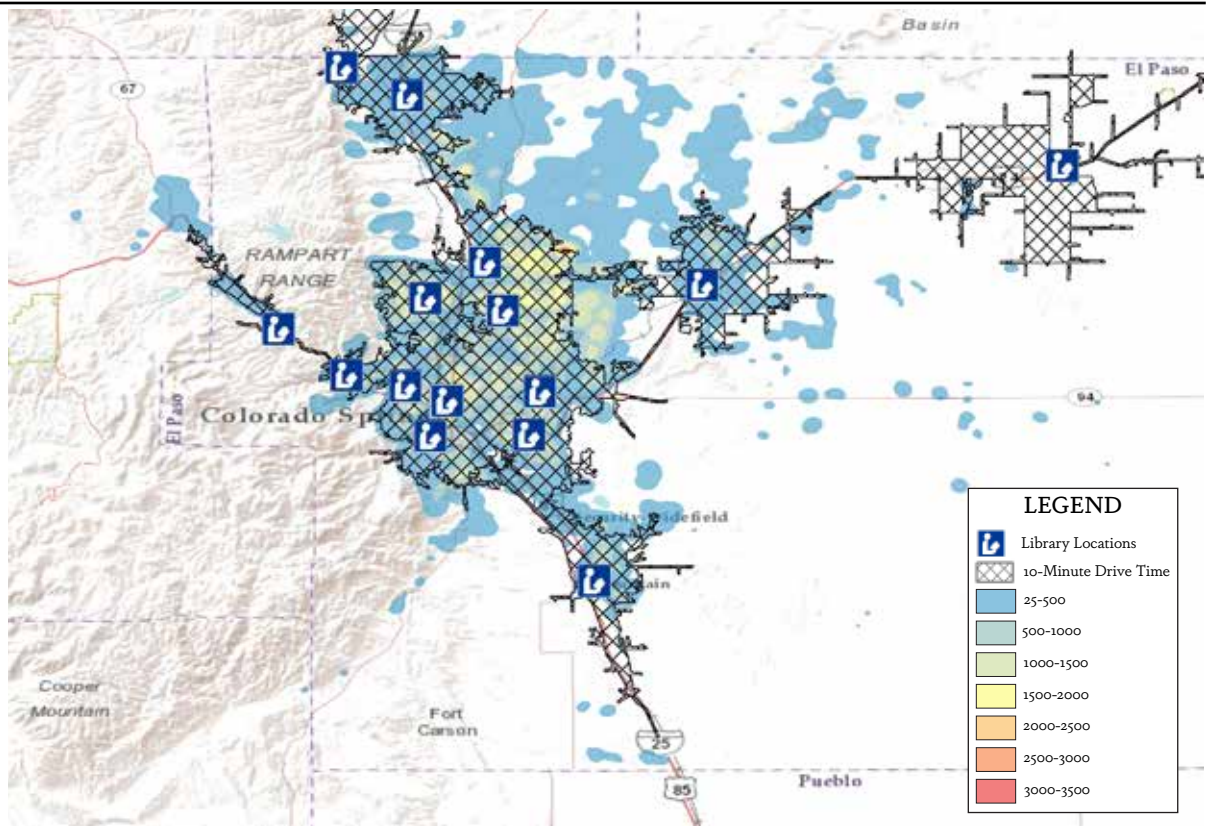 Basin
El Paso
67
RAMPART
RANGE
El Paso
Colorado Sp
94
Cooper
Mountain
Fort
Carson
25
85
Pueblo
LEGEND
Library Locations
10-Minute Drive Time
25-500
500-1000
1000-1500
1500-2000
2000-2500
2500-3000
3000-3500